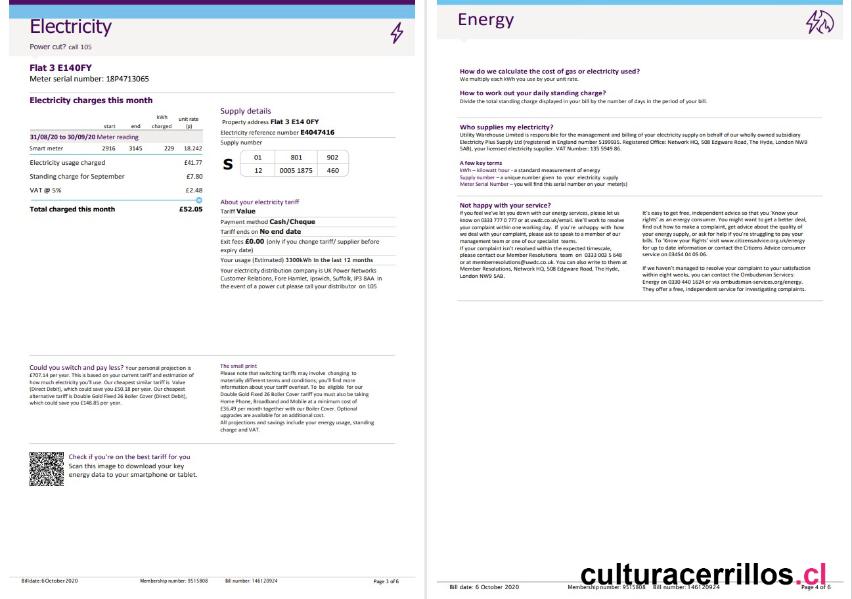 Electricity
Power cut? call 105
Flat 3 E140FY
Meter serial number: 18P4713065
Electricity charges this month
start end kWh charged unit rate (p)
31/08/20 to 30/09/20 Meter reading
Smart meter 2916 3145 229 18.242
Electricity usage charged £41.77
Standing charge for September £7.80
VAT @ 5% £2.48
Total charged this month £52.05
Supply details
Property address Flat 3 E14 0FY
Electricity reference number E4047416
Supply number
S 01 801 902
12 0005 1875 460
About your electricity tariff
Tariff Value
Payment method Cash/Cheque
Tariff ends on No end date
Exit fees £0.00 (only if you change tariff/ supplier before
expiry date)
Your usage (Estimated) 3300kWh in the last 12 months
Your electricity distribution company is UK Power Networks
Customer Relations, Fore Hamlet, Ipswich, Suffolk, IP3 8AA In
the event of a power cut please call your distributor on 105
Could you switch and pay less? Your personal projection is
£707.14 per year. This is based on your current tariff and estimation of
how much electricity you'll use. Our cheapest similar tariff is Value
(Direct Debit), which could save you £50.18 per year. Our cheapest
alternative tariff is Double Gold Fixed 26 Boiler Cover (Direct Debit),
which could save you £148.85 per year.
The small print
Please note that switching tariffs may involve changing to
materially different terms and conditions; you'll find more
information about your tariff overleaf. To be eligible for our
Double Gold Fixed 26 Boiler Cover tariff you must also be taking
Home Phone, Broadband and Mobile at a minimum cost of
£36.49 per month together with our Boiler Cover. Optional
upgrades are available for an additional cost.
All projections and savings include your energy usage, standing
charge and VAT.
Check if you're on the best tariff for you
Scan this image to download your key
energy data to your smartphone or tablet.
Bill date: 6 October 2020 Membership number: 9515808 Bill number: 146120924 Page 3 of 6
Energy
How do we calculate the cost of gas or electricity used?
We multiply each kWh you use by your unit rate.
How to work out your daily standing charge?
Divide the total standing charge displayed in your bill by the number of days in the period of your bill.
Who supplies my electricity?
Utility Warehouse Limited is responsible for the management and billing of your electricity supply on behalf of our wholly owned subsidiary
Electricity Plus Supply Ltd (registered in England number 5199935. Registered Office: Network HQ, 508 Edgware Road, The Hyde, London NW9
5AB), your licensed electricity supplier. VAT Number: 135 5949 86.
A few key terms
kWh – kilowatt hour - a standard measurement of energy
Supply number – a unique number given to your electricity supply
Meter Serial Number – you will find this serial number on your meter(s)
Not happy with your service?
If you feel we've let you down with our energy services, please let us
know on 0333 777 0 777 or at uwdc.co.uk/email. We'll work to resolve
your complaint within one working day. If you're unhappy with how
we deal with your complaint, please ask to speak to a member of our
management team or one of our specialist teams.
If your complaint isn't resolved within the expected timescale,
please contact our Member Resolutions team on 0333 003 5 648
or at memberresolutions@uwdc.co.uk. You can also write to them at
Member Resolutions, Network HQ, 508 Edgware Road, The Hyde,
London NW9 5AB.
It's easy to get free, independent advice so that you 'Know your
rights' as an energy consumer. You might want to get a better deal,
find out how to make a complaint, get advice about the quality of
your energy supply, or ask for help if you're struggling to pay your
bills. To 'Know your Rights' visit www.citizensadvice.org.uk/energy
for up to date information or contact the Citizens Advice consumer
service on 03454 04 05 06.
If we haven't managed to resolve your complaint to your satisfaction
within eight weeks, you can contact the Ombudsman Services:
Energy on 0330 440 1624 or via ombudsman-services.org/energy.
They offer a free, independent service for investigating complaints.
culturacerrillos.cl
Bill date: 6 October 2020 Membership number: 9515808 Bill number: 146120924 Page 4 of 6